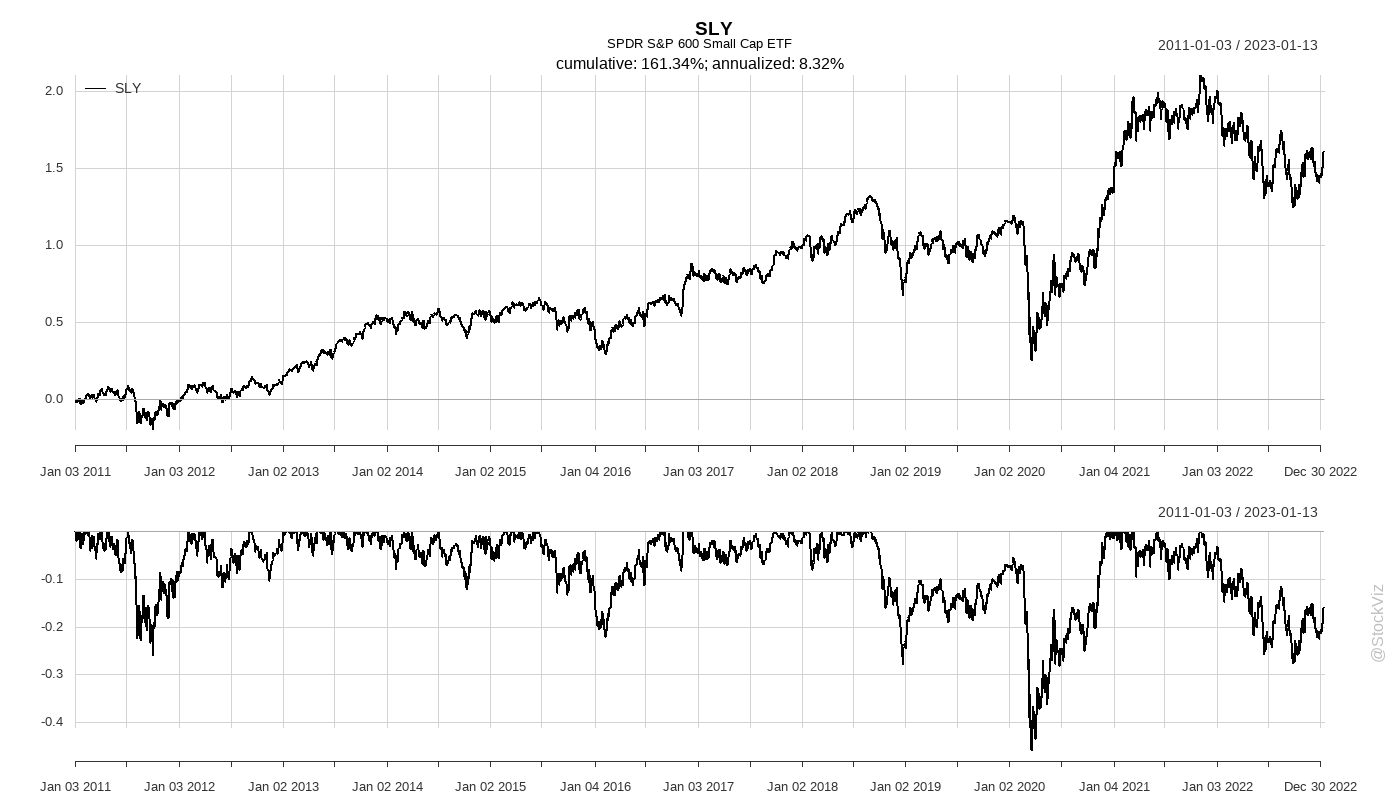 SLY
SPDR S&P 600 Small Cap ETF
2011-01-03 / 2023-01-13
cumulative: 161.34%; annualized: 8.32%
SLY
2.0
1.5
1.0
0.5
0.0
Jan 03 2011 Jan 03 2012 Jan 02 2013 Jan 02 2014 Jan 02 2015 Jan 04 2016 Jan 03 2017 Jan 02 2018 Jan 02 2019 Jan 02 2020 Jan 04 2021 Jan 03 2022 Dec 30 2022
2011-01-03 / 2023-01-13
-0.1
-0.2
-0.3
-0.4
Jan 03 2011 Jan 03 2012 Jan 02 2013 Jan 02 2014 Jan 02 2015 Jan 04 2016 Jan 03 2017 Jan 02 2018 Jan 02 2019 Jan 02 2020 Jan 04 2021 Jan 03 2022 Dec 30 2022
@StockViz